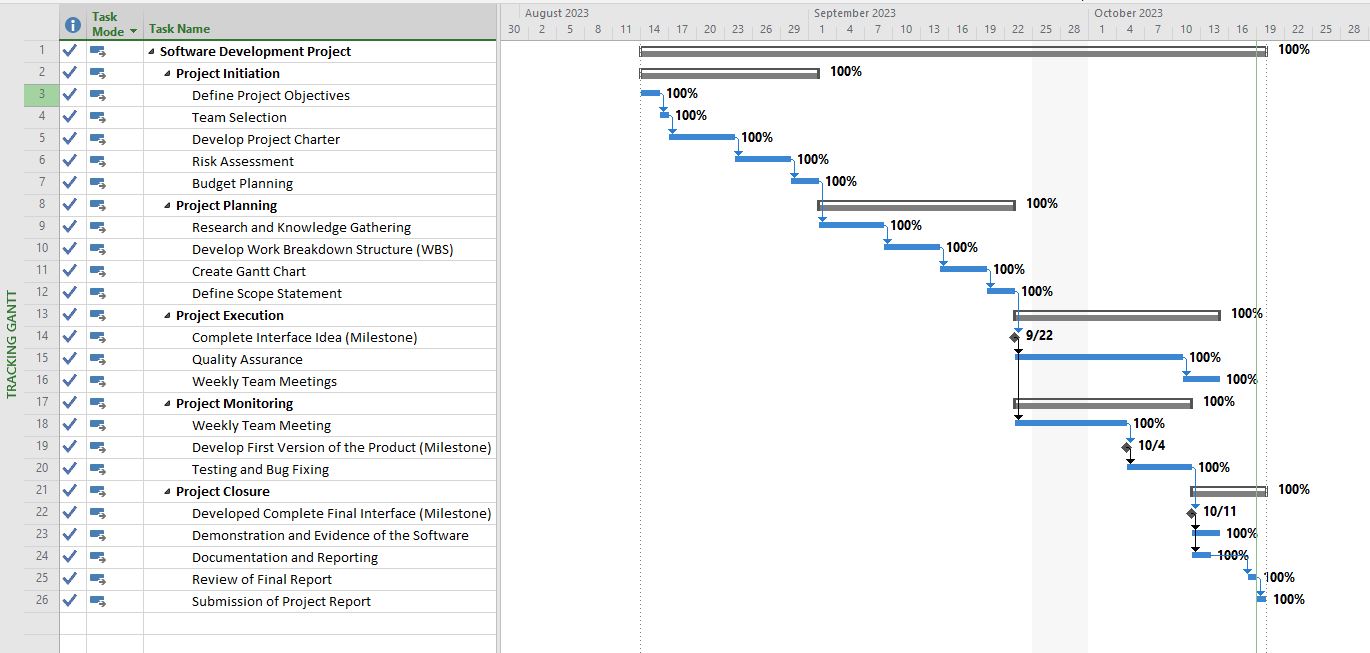 Task Mode
Task Name
August 2023 September 2023 October 2023
30 2 5 8 11 14 17 20 23 26 29 1 4 7 10 13 16 19 22 25 28 1 4 7 10 13 16 19 22 25 28
1 Software Development Project 100%
2 Project Initiation 100%
3 Define Project Objectives 100%
4 Team Selection 100%
5 Develop Project Charter 100%
6 Risk Assessment 100%
7 Budget Planning 100%
8 Project Planning 100%
9 Research and Knowledge Gathering 100%
10 Develop Work Breakdown Structure (WBS) 100%
11 Create Gantt Chart 100%
12 Define Scope Statement 100%
13 Project Execution 100%
14 Complete Interface Idea (Milestone) 9/22
15 Quality Assurance 100%
16 Weekly Team Meetings 100%
17 Project Monitoring 100%
18 Weekly Team Meeting 100%
19 Develop First Version of the Product (Milestone) 10/4
20 Testing and Bug Fixing 100%
21 Project Closure 100%
22 Developed Complete Final Interface (Milestone) 10/11
23 Demonstration and Evidence of the Software 100%
24 Documentation and Reporting 100%
25 Review of Final Report 100%
26 Submission of Project Report 100%
TRACKING GANTT